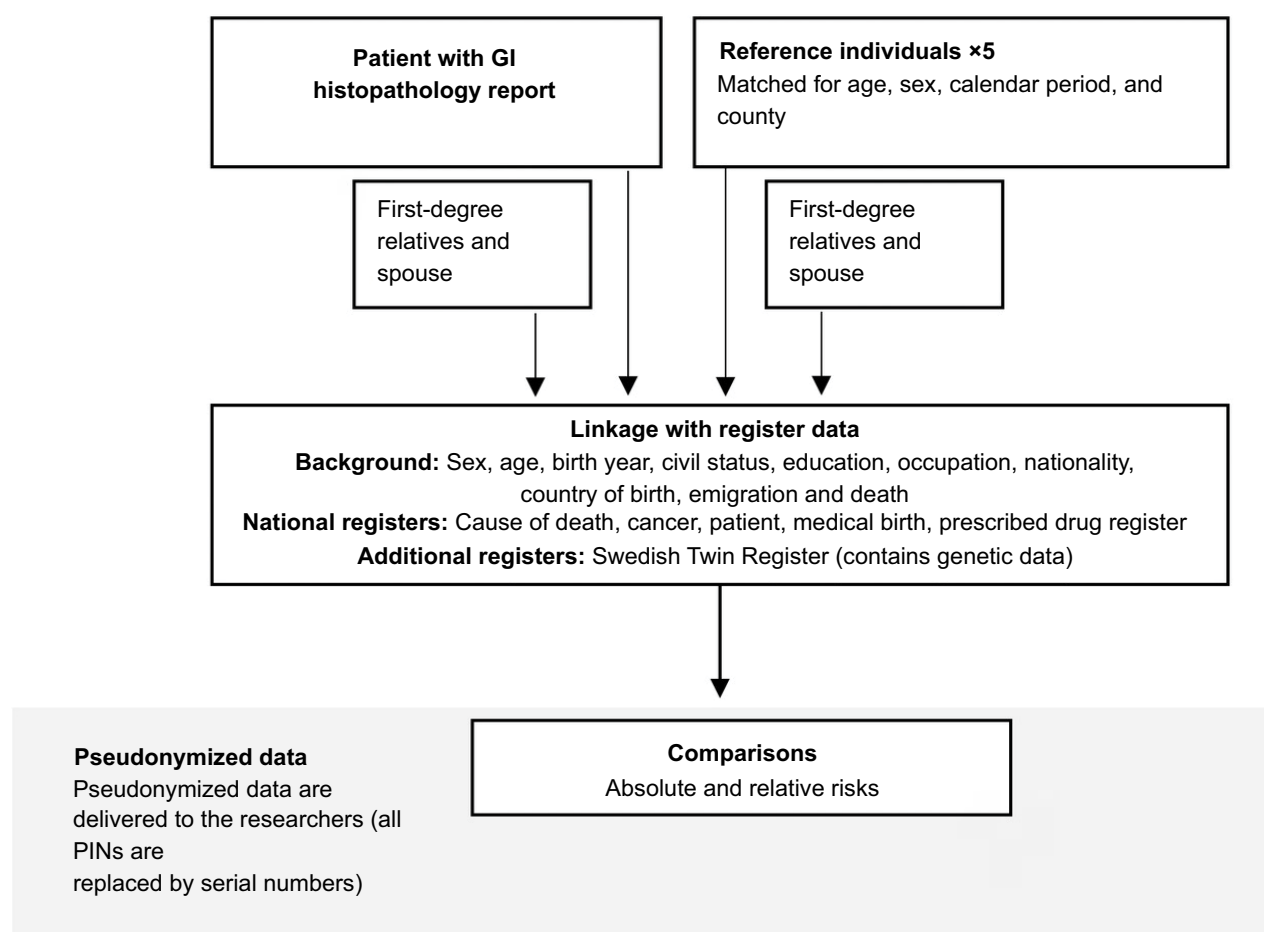 Patient with GI
histopathology report
Reference individuals ×5
Matched for age, sex, calendar period, and
county
First-degree
relatives and
spouse
First-degree
relatives and
spouse
Linkage with register data
Background: Sex, age, birth year, civil status, education, occupation, nationality,
country of birth, emigration and death
National registers: Cause of death, cancer, patient, medical birth, prescribed drug register
Additional registers: Swedish Twin Register (contains genetic data)
Pseudonymized data
Pseudonymized data are
delivered to the researchers (all
PINs are
replaced by serial numbers)
Comparisons
Absolute and relative risks